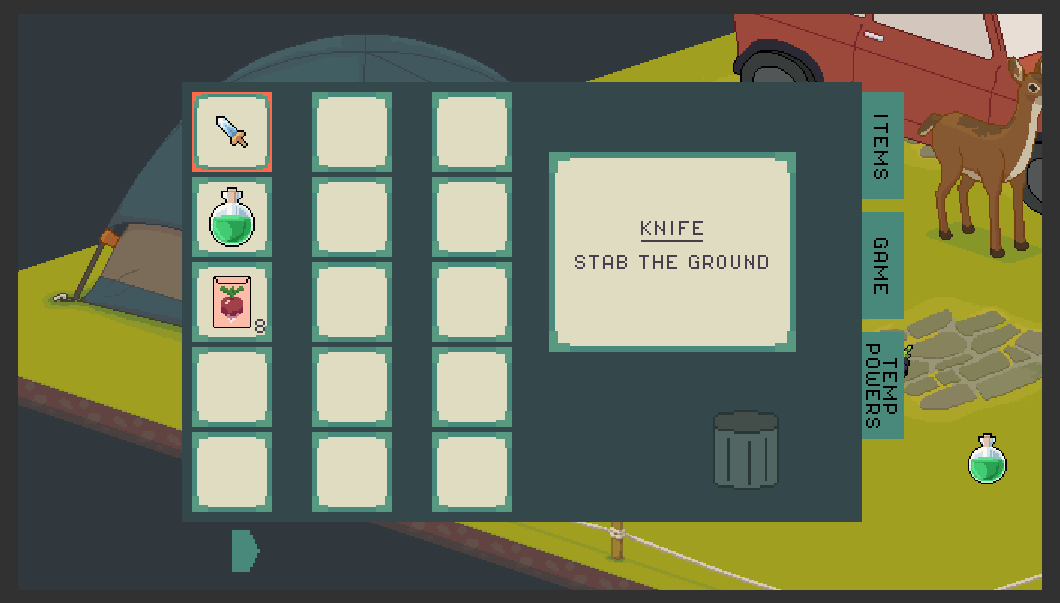 KNIFE
STAB THE GROUND
8
ITEMS
GAME
TEMP
POWERS